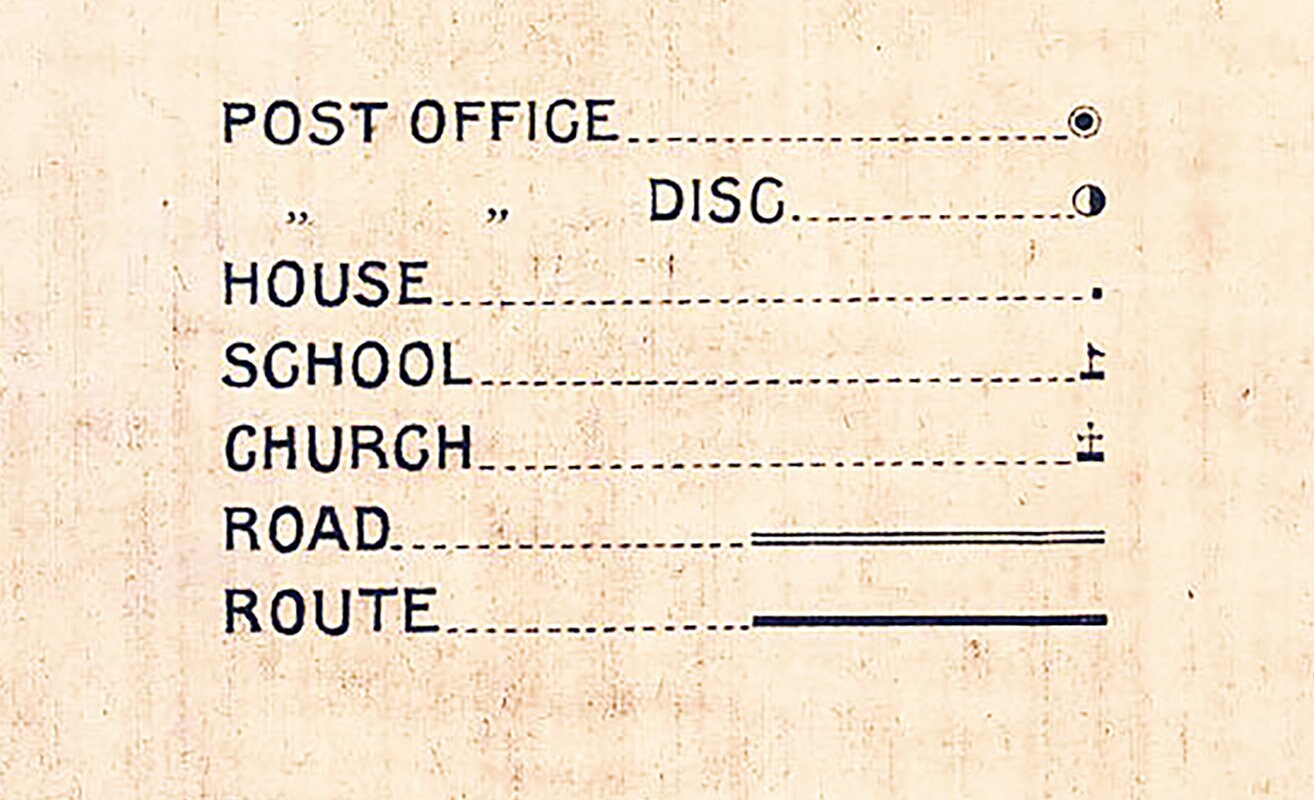 POST OFFICE
„ „ DISC.
HOUSE
SCHOOL
CHURCH
ROAD
ROUTE